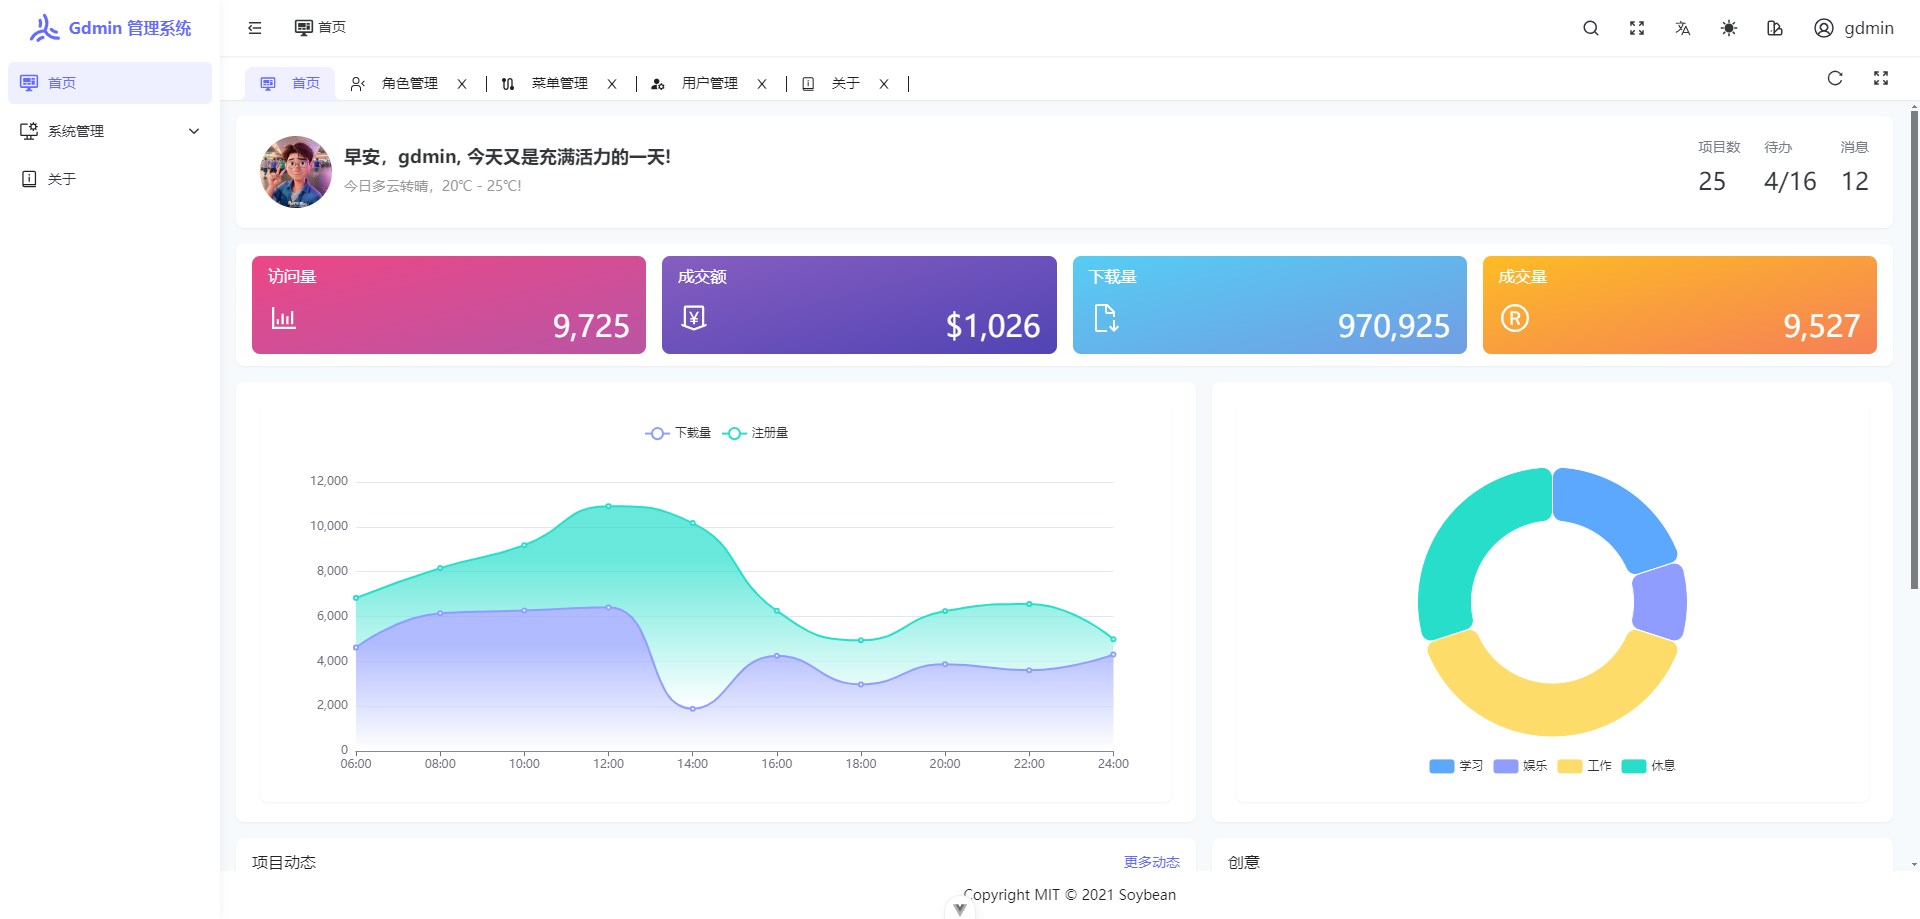 Gdmin 管理系统
首页
gdmin
首页
系统管理
关于
首页
角色管理
菜单管理
用户管理
关于
早安，gdmin, 今天又是充满活力的一天!
今日多云转晴，20℃ - 25℃!
项目数 待办 消息
25 4/16 12
访问量
9,725
成交额
$1,026
下载量
970,925
成交量
9,527
下载量 注册量
12,000
10,000
8,000
6,000
4,000
2,000
0
06:00 08:00 10:00 12:00 14:00 16:00 18:00 20:00 22:00 24:00
学习 娱乐 工作 休息
项目动态
更多动态
创意
Copyright MIT © 2021 Soybean